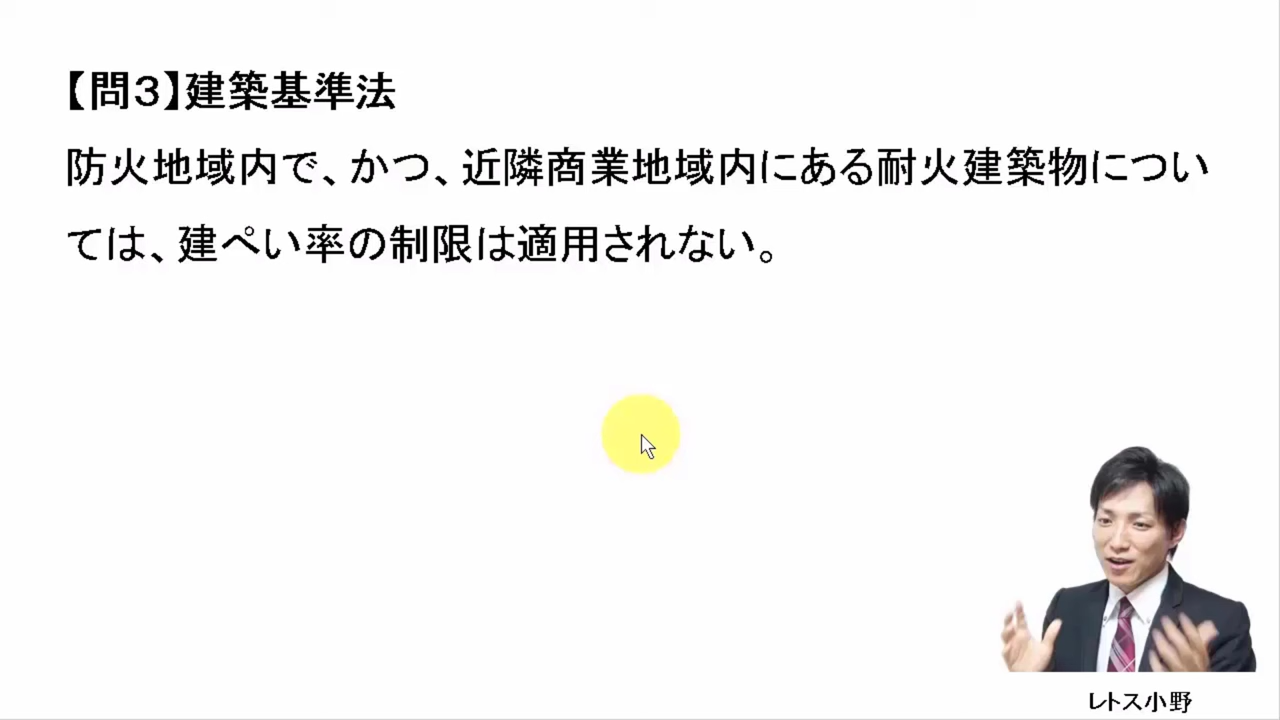 【問３】建築基準法
防火地域内で、かつ、近隣商業地域内にある耐火建築物につい
ては、建ぺい率の制限は適用されない。
レトス小野